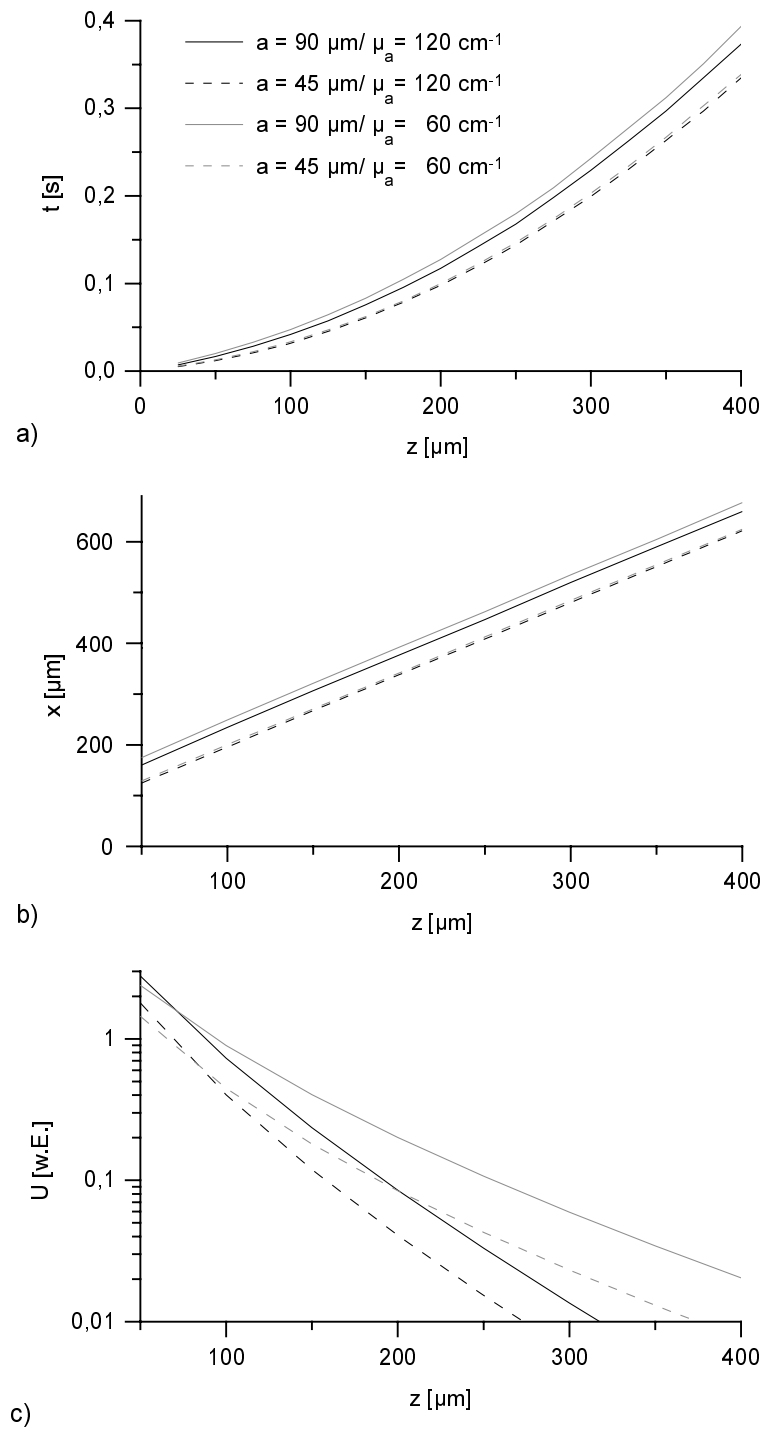 0,4
0,3
0,2
0,1
0,0
t [s]
a = 90 µm/ µa= 120 cm-1
a = 45 µm/ µa= 120 cm-1
a = 90 µm/ µa= 60 cm-1
a = 45 µm/ µa= 60 cm-1
0 100 200 300 400
z [µm]
a)
600
400
200
0
x [µm]
100 200 300 400
z [µm]
b)
1
0,1
0,01
U [w.E.]
100 200 300 400
z [µm]
c)